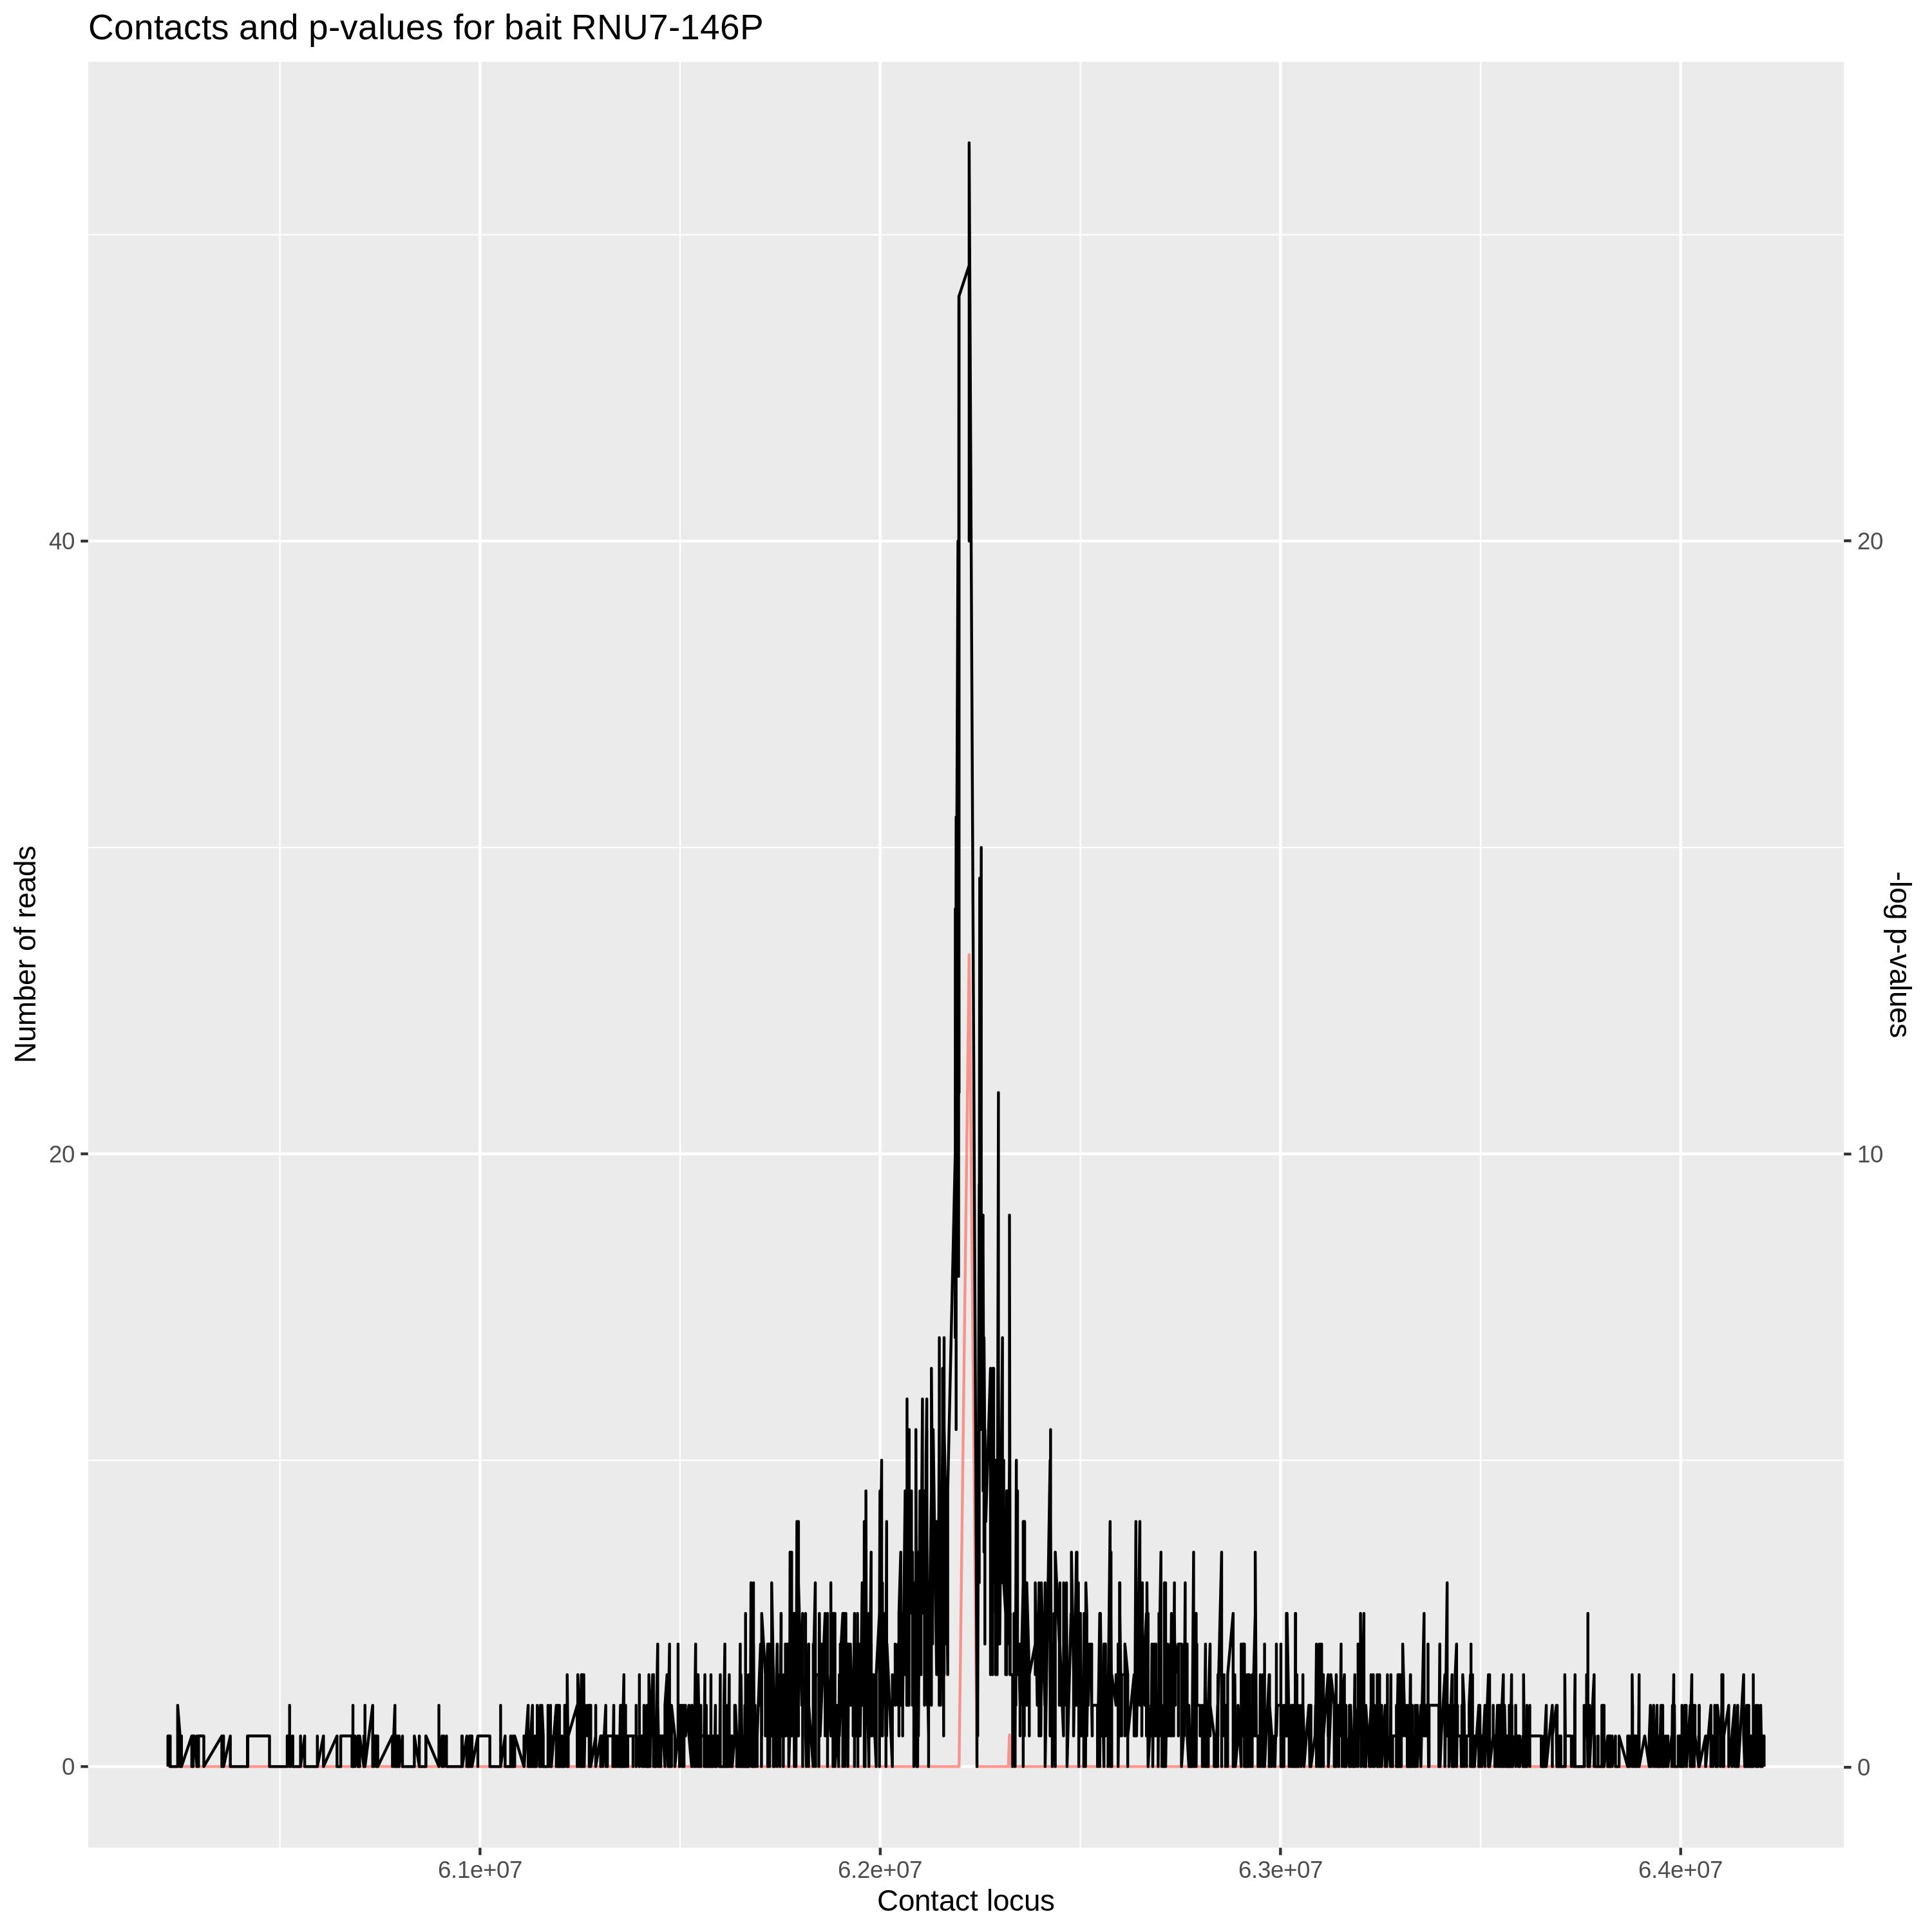 Contacts and p-values for bait RNU7-146P
40
20
0
Number of reads
20
10
0
-log p-values
6.1e+07
6.2e+07
6.3e+07
6.4e+07
Contact locus